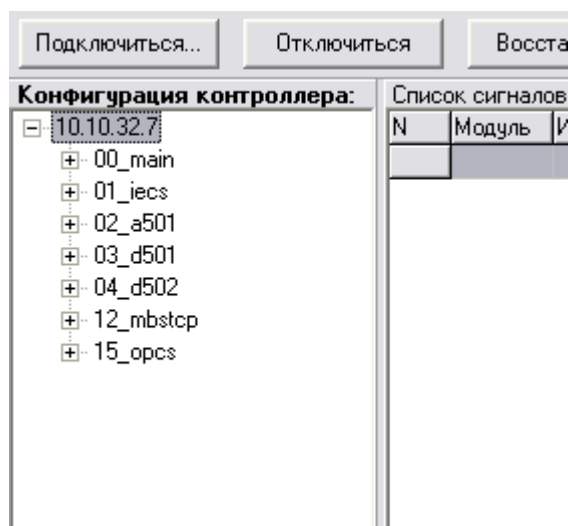 Подключиться... Отключиться Восста
Конфигурация контроллера: Список сигналов
N Модуль И
10.10.32.7
00_main
01_iecs
02_a501
03_d501
04_d502
12_mbstcp
15_opcs